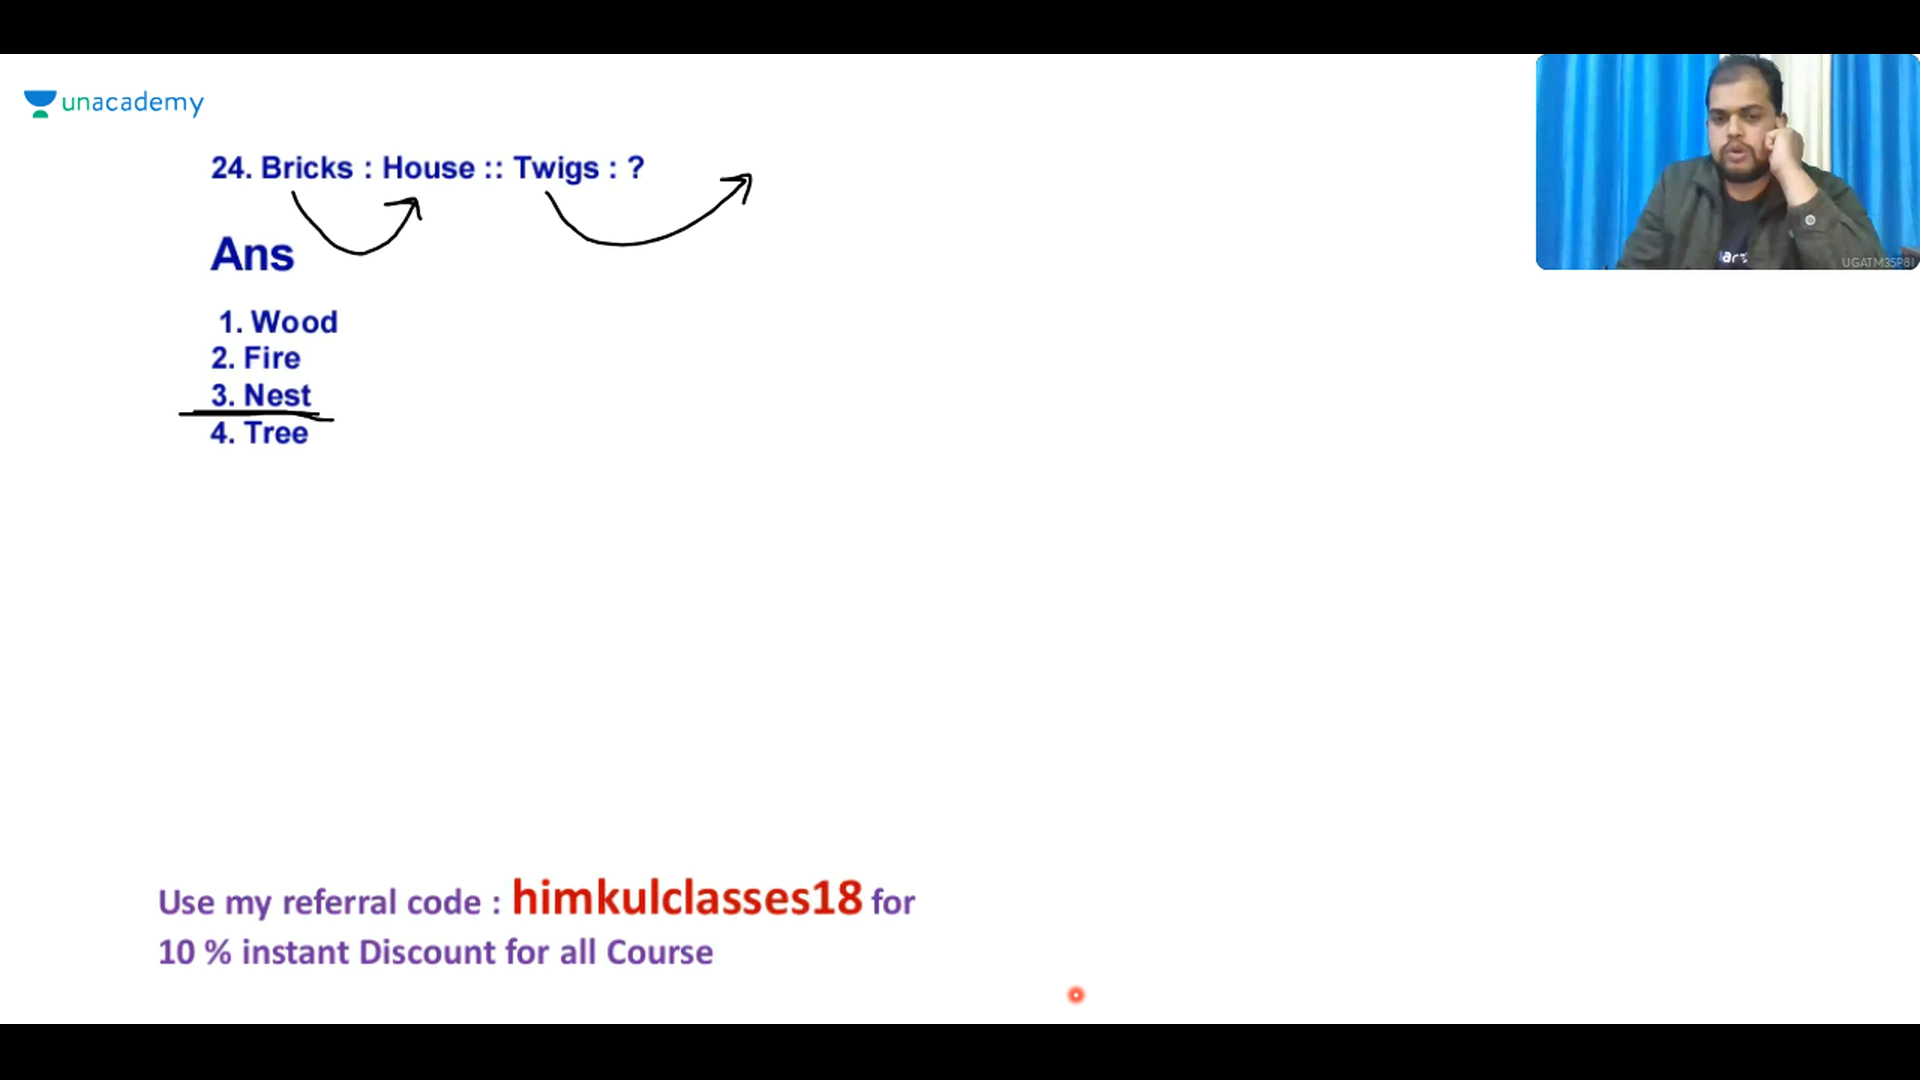 unacademy
24. Bricks : House :: Twigs : ?
Ans
1. Wood
2. Fire
3. Nest
4. Tree
UGATM35P8I
Use my referral code : himkulclasses18 for
10 % instant Discount for all Course